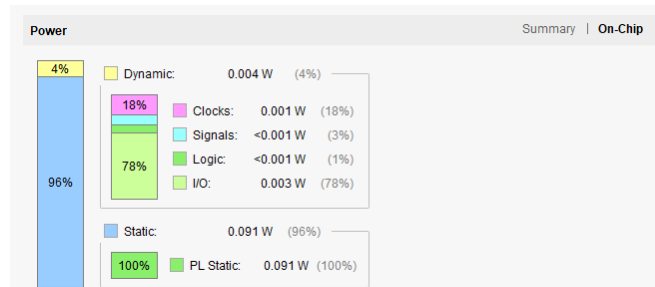 Power Summary | On-Chip
4% Dynamic: 0.004 W (4%)
18% Clocks: 0.001 W (18%)
Signals: <0.001 W (3%)
Logic: <0.001 W (1%)
78% I/O: 0.003 W (78%)
96%
Static: 0.091 W (96%)
100% PL Static: 0.091 W (100%)